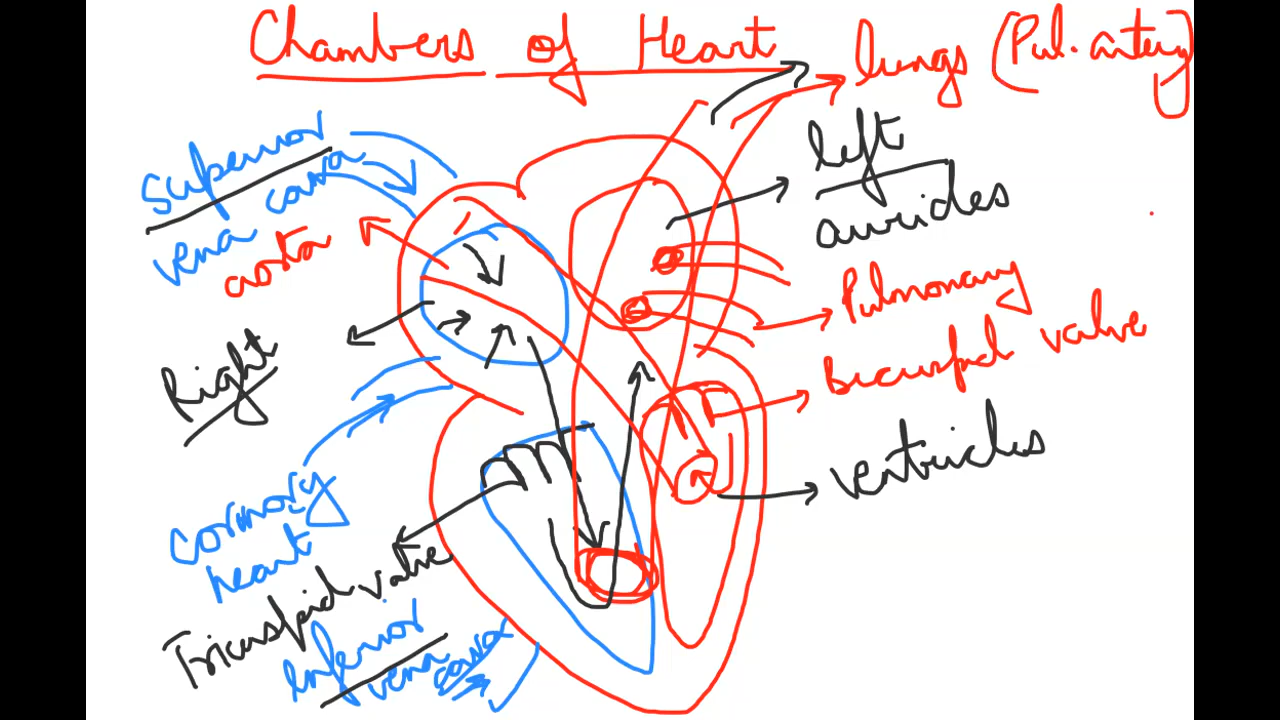 Chambers of Heart
lungs (Pul. artery)
superior
vena cava
aorta
left
auricles
Pulmonary
Bicuspid valve
Right
ventricles
coronory
heart
Tricuspid valve
Inferior
vena cava